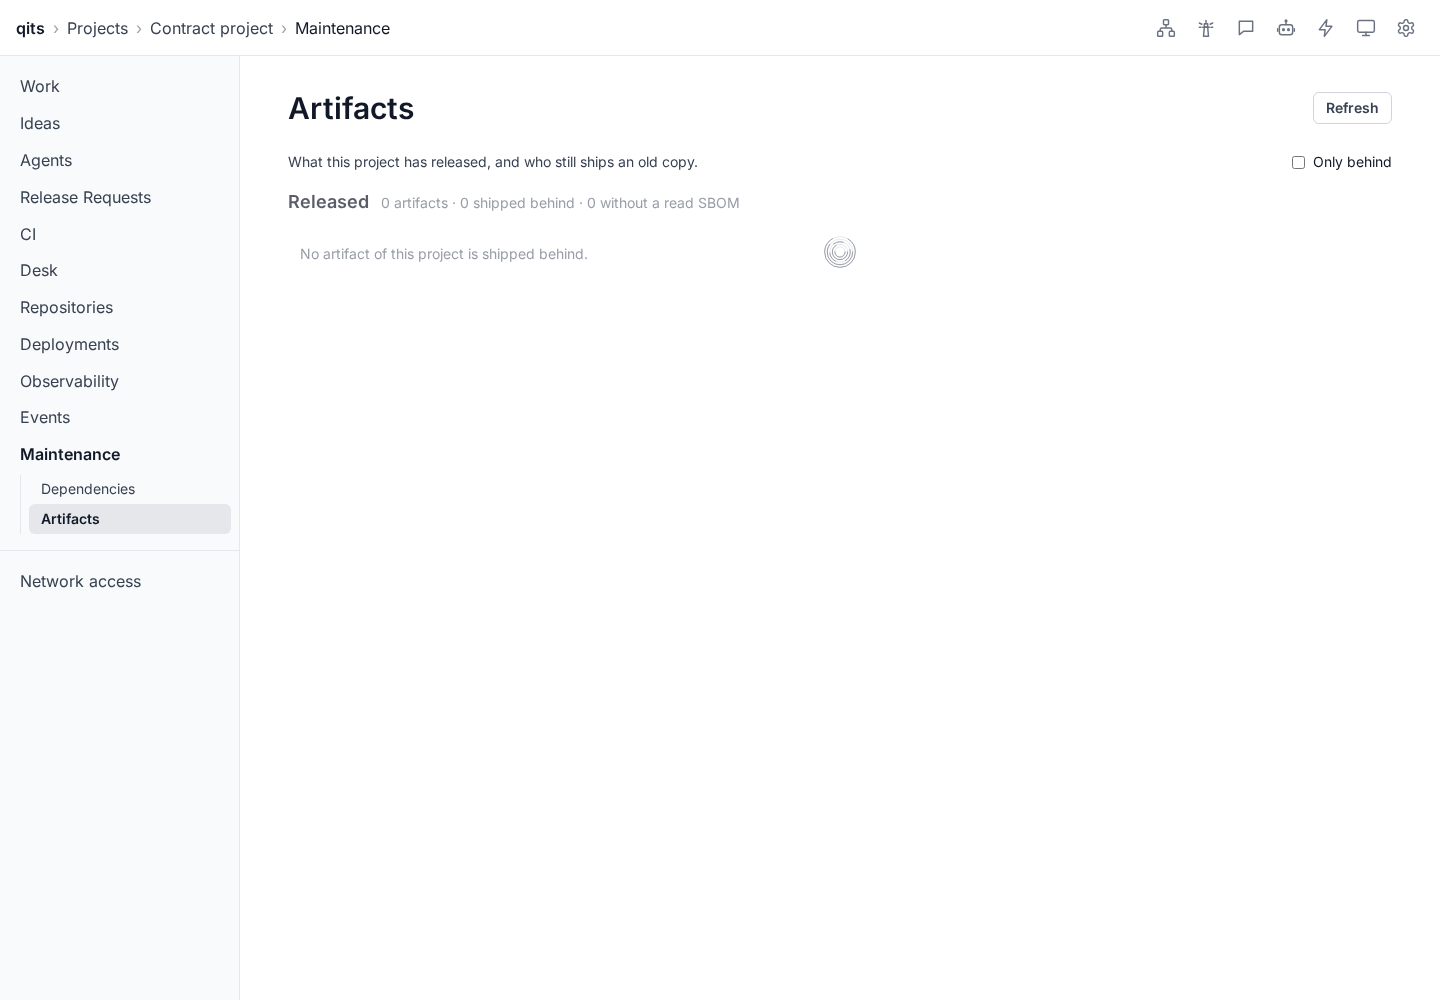 qits › Projects › Contract project › Maintenance
Work
Ideas
Agents
Release Requests
CI
Desk
Repositories
Deployments
Observability
Events
Maintenance
Dependencies
Artifacts
Network access
Artifacts
Refresh
What this project has released, and who still ships an old copy.
Only behind
Released 0 artifacts · 0 shipped behind · 0 without a read SBOM
No artifact of this project is shipped behind.